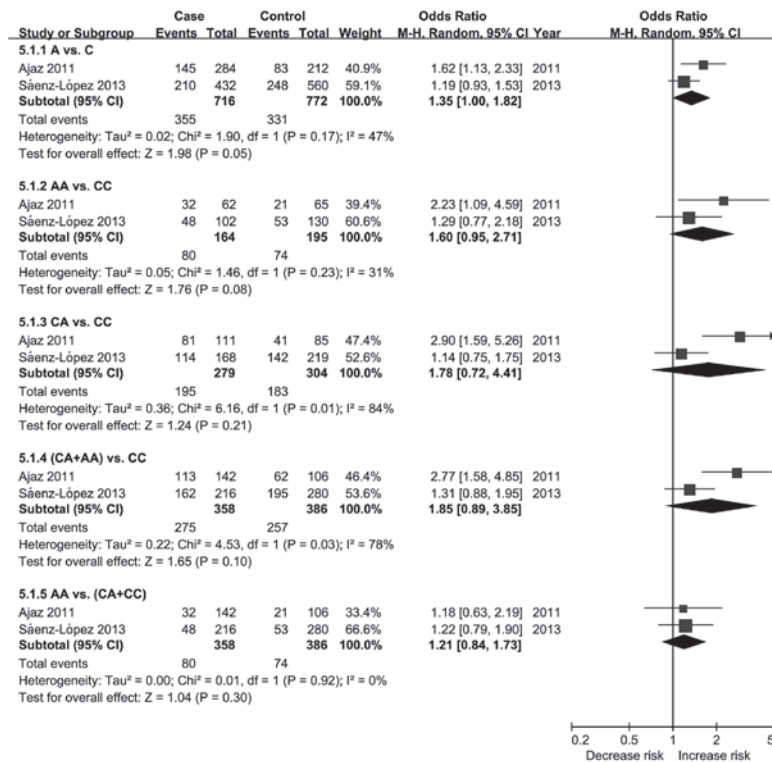 Case Control Odds Ratio Odds Ratio
Study or Subgroup Events Total Events Total Weight M-H. Random. 95% CI Year M-H. Random. 95% CI
5.1.1 A vs. C
Ajaz 2011 145 284 83 212 40.9% 1.62 [1.13, 2.33] 2011
Sáenz-López 2013 210 432 248 560 59.1% 1.19 [0.93, 1.53] 2013
Subtotal (95% CI) 716 772 100.0% 1.35 [1.00, 1.82]
Total events 355 331
Heterogeneity: Tau² = 0.02; Chi² = 1.90, df = 1 (P = 0.17); I² = 47%
Test for overall effect: Z = 1.98 (P = 0.05)
5.1.2 AA vs. CC
Ajaz 2011 32 62 21 65 39.4% 2.23 [1.09, 4.59] 2011
Sáenz-López 2013 48 102 53 130 60.6% 1.29 [0.77, 2.18] 2013
Subtotal (95% CI) 164 195 100.0% 1.60 [0.95, 2.71]
Total events 80 74
Heterogeneity: Tau² = 0.05; Chi² = 1.46, df = 1 (P = 0.23); I² = 31%
Test for overall effect: Z = 1.76 (P = 0.08)
5.1.3 CA vs. CC
Ajaz 2011 81 111 41 85 47.4% 2.90 [1.59, 5.26] 2011
Sáenz-López 2013 114 168 142 219 52.6% 1.14 [0.75, 1.75] 2013
Subtotal (95% CI) 279 304 100.0% 1.78 [0.72, 4.41]
Total events 195 183
Heterogeneity: Tau² = 0.36; Chi² = 6.16, df = 1 (P = 0.01); I² = 84%
Test for overall effect: Z = 1.24 (P = 0.21)
5.1.4 (CA+AA) vs. CC
Ajaz 2011 113 142 62 106 46.4% 2.77 [1.58, 4.85] 2011
Sáenz-López 2013 162 216 195 280 53.6% 1.31 [0.88, 1.95] 2013
Subtotal (95% CI) 358 386 100.0% 1.85 [0.89, 3.85]
Total events 275 257
Heterogeneity: Tau² = 0.22; Chi² = 4.53, df = 1 (P = 0.03); I² = 78%
Test for overall effect: Z = 1.65 (P = 0.10)
5.1.5 AA vs. (CA+CC)
Ajaz 2011 32 142 21 106 33.4% 1.18 [0.63, 2.19] 2011
Sáenz-López 2013 48 216 53 280 66.6% 1.22 [0.79, 1.90] 2013
Subtotal (95% CI) 358 386 100.0% 1.21 [0.84, 1.73]
Total events 80 74
Heterogeneity: Tau² = 0.00; Chi² = 0.01, df = 1 (P = 0.92); I² = 0%
Test for overall effect: Z = 1.04 (P = 0.30)
0.2 0.5 1 2 5
Decrease risk Increase risk